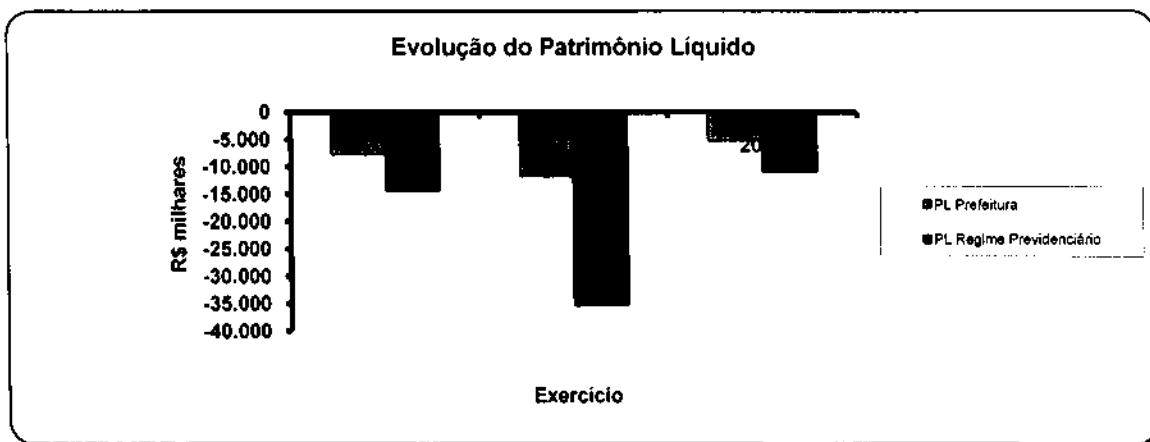 Evolução do Patrimônio Líquido
0
-5.000
-10.000
-15.000
-20.000
-25.000
-30.000
-35.000
-40.000
R$ milhares
20
PL Prefeitura
PL Regime Previdenciário
Exercício